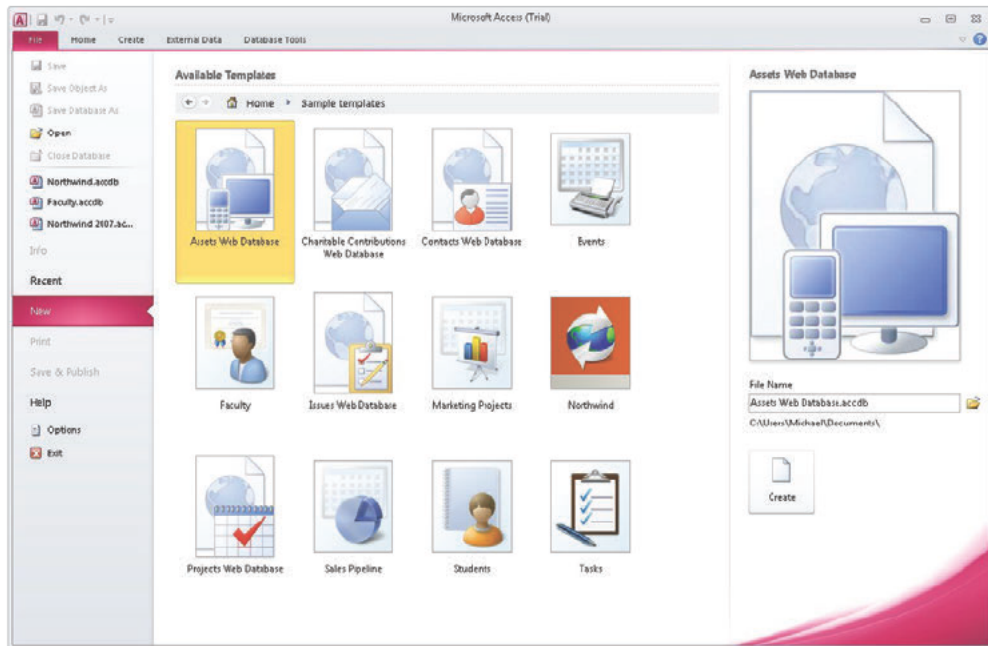 Microsoft Access (Trial)
File Home Create External Data Database Tools
Save
Save Object As
Save Database As
Open
Close Database
Northwind.accdb
Faculty.accdb
Northwind 2007.ac...
Info
Recent
New
Print
Save & Publish
Help
Options
Exit
Available Templates
Home Sample templates
Assets Web Database
Charitable Contributions
Web Database
Contacts Web Database
Events
Faculty
Issues Web Database
Marketing Projects
Northwind
Projects Web Database
Sales Pipeline
Students
Tasks
Assets Web Database
File Name
Assets Web Database.accdb
C:\Users\Michael\Documents\
Create